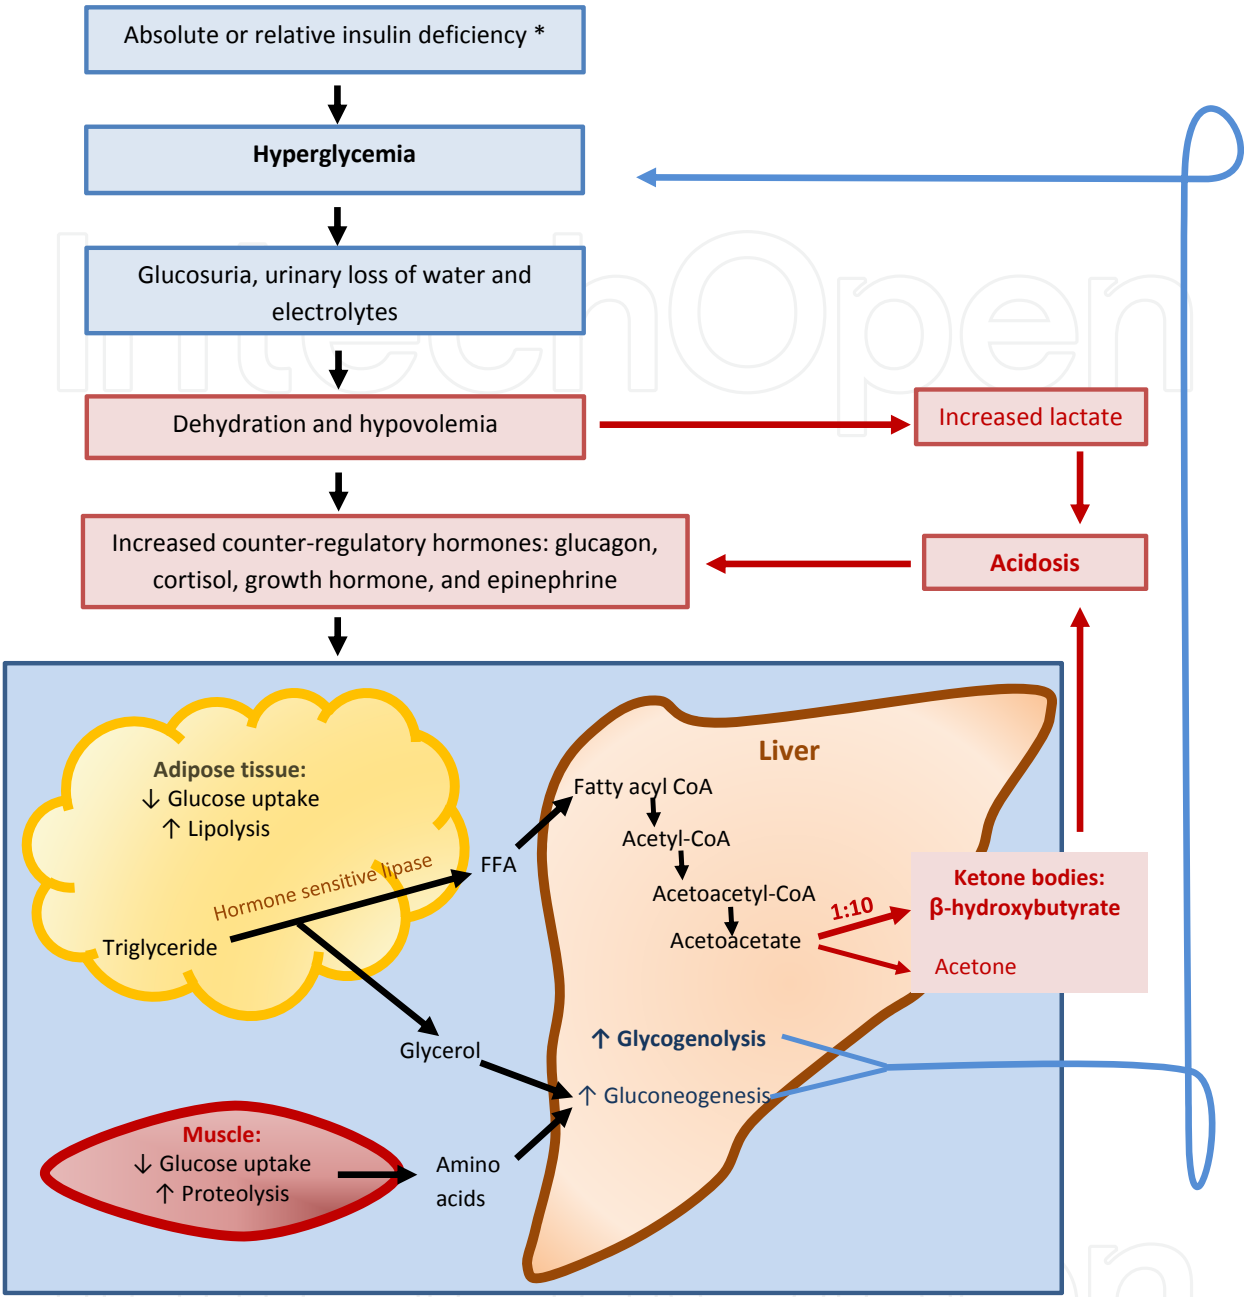 Absolute or relative insulin deficiency *
Hyperglycemia
Glucosuria, urinary loss of water and
electrolytes
IntechOpen
Dehydration and hypovolemia
Increased lactate
Increased counter-regulatory hormones: glucagon,
cortisol, growth hormone, and epinephrine
Acidosis
Adipose tissue:
↓ Glucose uptake
↑ Lipolysis
Hormone sensitive lipase
Triglyceride
FFA
Glycerol
Liver
Fatty acyl CoA
Acetyl-CoA
Acetoacetyl-CoA
Acetoacetate
1:10
Ketone bodies:
β-hydroxybutyrate
Acetone
↑ Glycogenolysis
↑ Gluconeogenesis
Muscle:
↓ Glucose uptake
↑ Proteolysis
Amino
acids